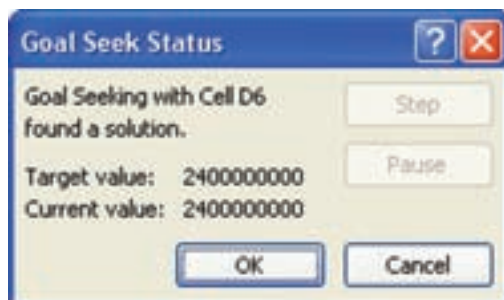 Goal Seek Status
?
Goal Seeking with Cell D6
found a solution.
Step
Pause
Target value: 2400000000
Current value: 2400000000
OK
Cancel